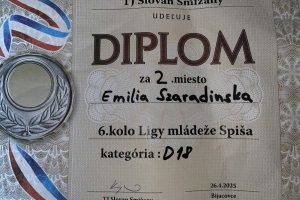 TJ Slovan Smižany
UDEĽUJE
DIPLOM
za 2 .miesto
Emilia Szaradinska
6.kolo Ligy mládeže Spiša
kategória : D18
26.4.2025
TJ Slovan Smižany
Bijacovce